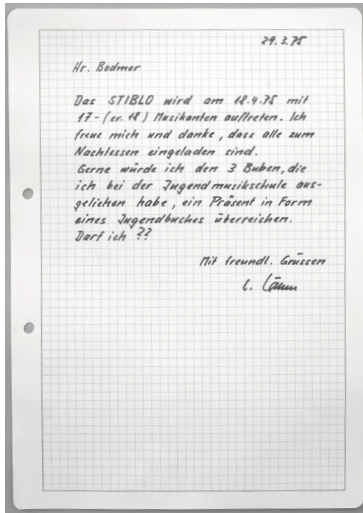 29.3.75
Hr. Bodmer
Das STIBLO wird am 18.4.75 mit
17-(ev. 18) Musikanten auftreten. Ich
freue mich und danke, dass alle zum
Nachtessen eingeladen sind.
Gerne würde ich den 3 Buben, die
ich bei der Jugendmusikschule aus-
geliehen habe, ein Präsent in Form
eines Jugendbuches überreichen.
Darf ich ??
Mit freundl. Grüssen